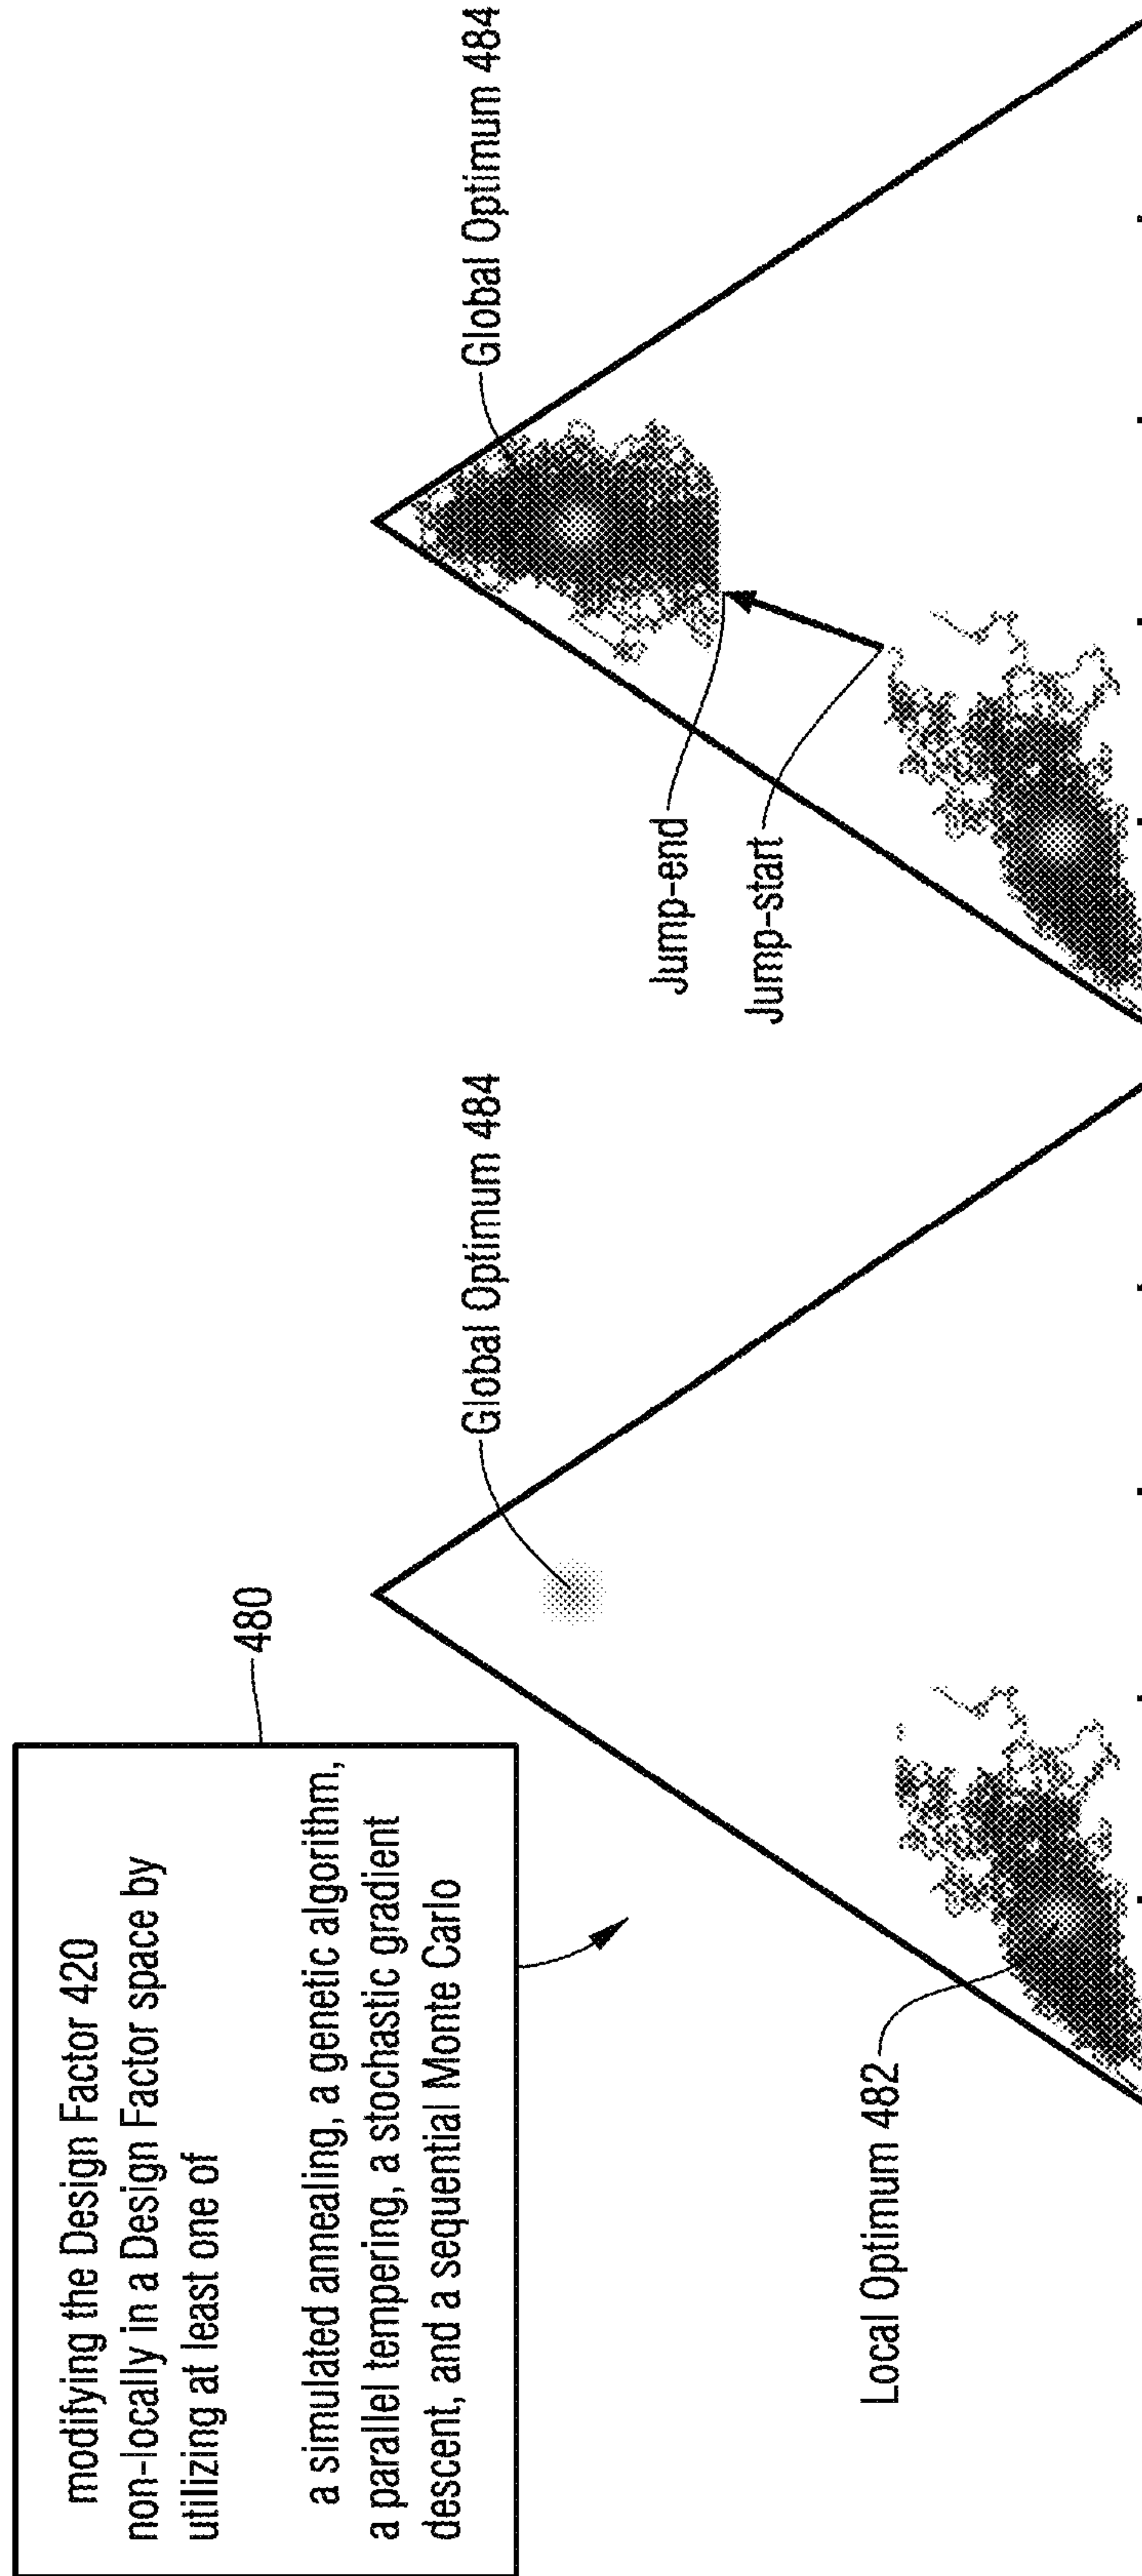 modifying the Design Factor 420
non-locally in a Design Factor space by
utilizing at least one of
a simulated annealing, a genetic algorithm,
a parallel tempering, a stochastic gradient
descent, and a sequential Monte Carlo
480
Global Optimum 484
Local Optimum 482
Global Optimum 484
Jump-end
Jump-start